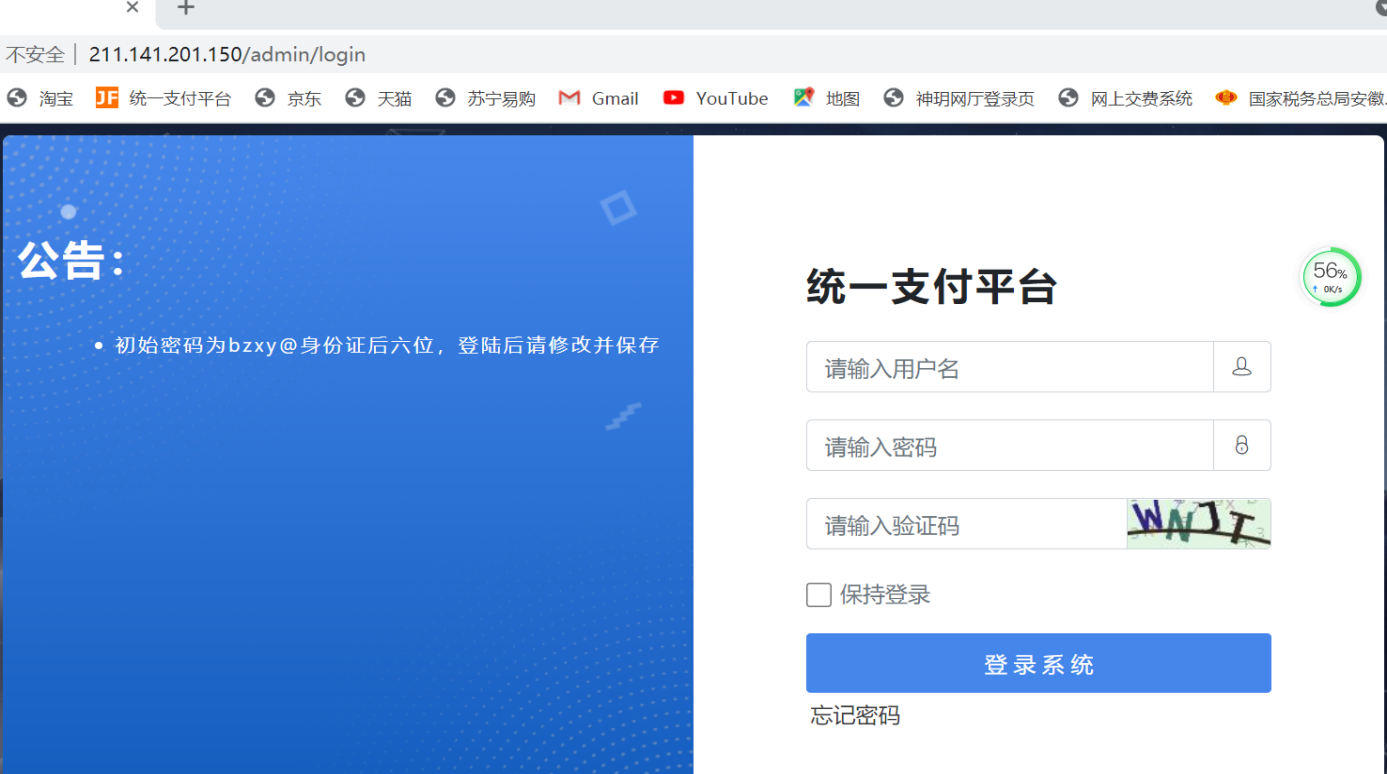 不安全 | 211.141.201.150/admin/login
淘宝 JF 统一支付平台 京东 天猫 苏宁易购 Gmail YouTube 地图 神玥网厅登录页 网上交费系统 国家税务总局安徽
公告：
初始密码为bzxy@身份证后六位，登陆后请修改并保存
统一支付平台
56%
↑ 0K/s
请输入用户名
请输入密码
请输入验证码 WNJT
保持登录
登录系统
忘记密码